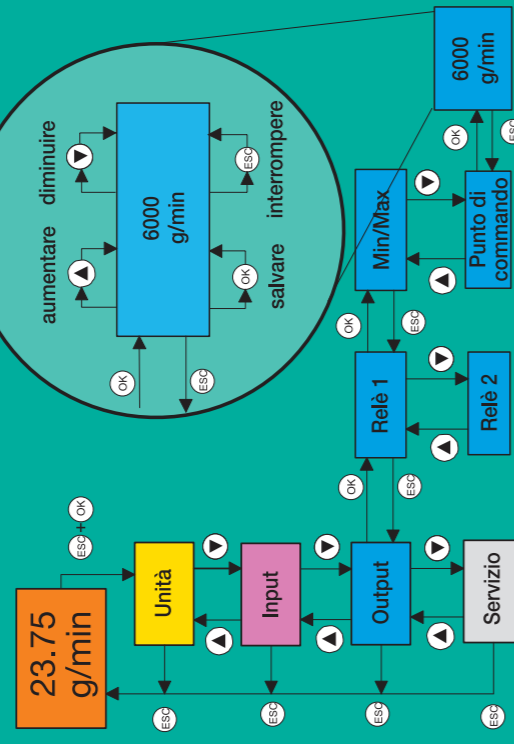 23.75
g/min
ESC + OK
Unità
ESC
Input
ESC
Output
ESC
Servizio
ESC
OK
ESC
Relè 1
Relè 2
OK
ESC
Min/Max
Punto di
commando
OK
ESC
6000
g/min
aumentare
diminuire
OK
ESC
6000
g/min
OK
salvare
ESC
interrompere